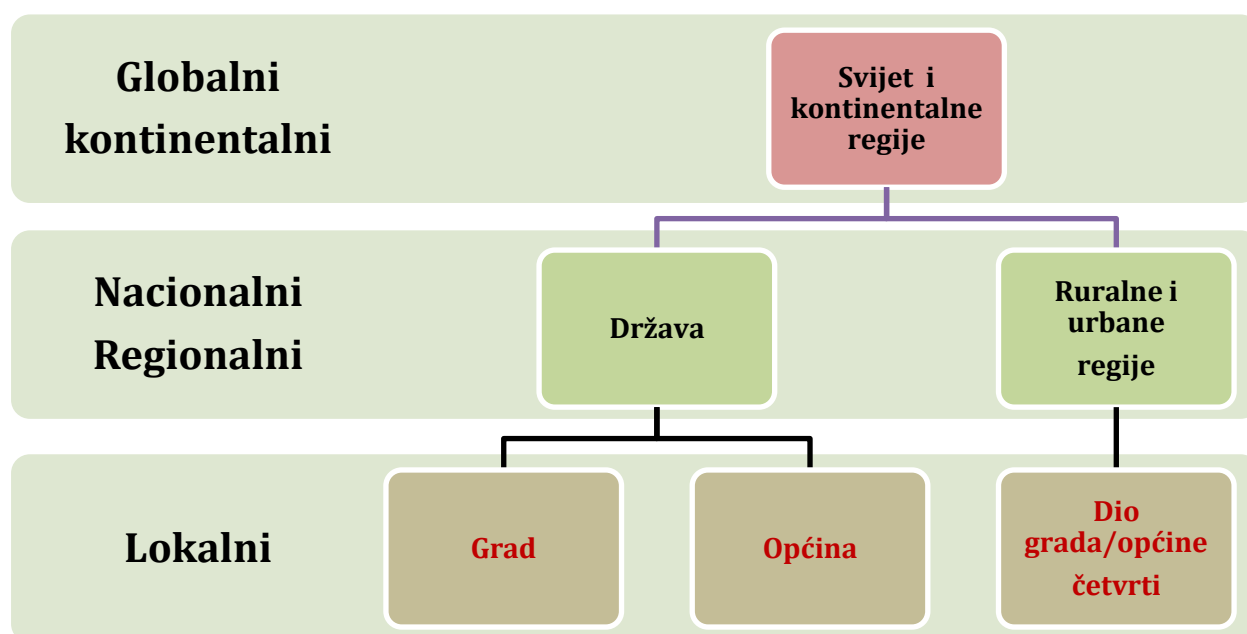 Globalni
kontinentalni
Svijet i
kontinentalne
regije
Nacionalni
Regionalni
Država
Ruralne i
urbane
regije
Lokalni
Grad
Općina
Dio
grada/općine
četvrti